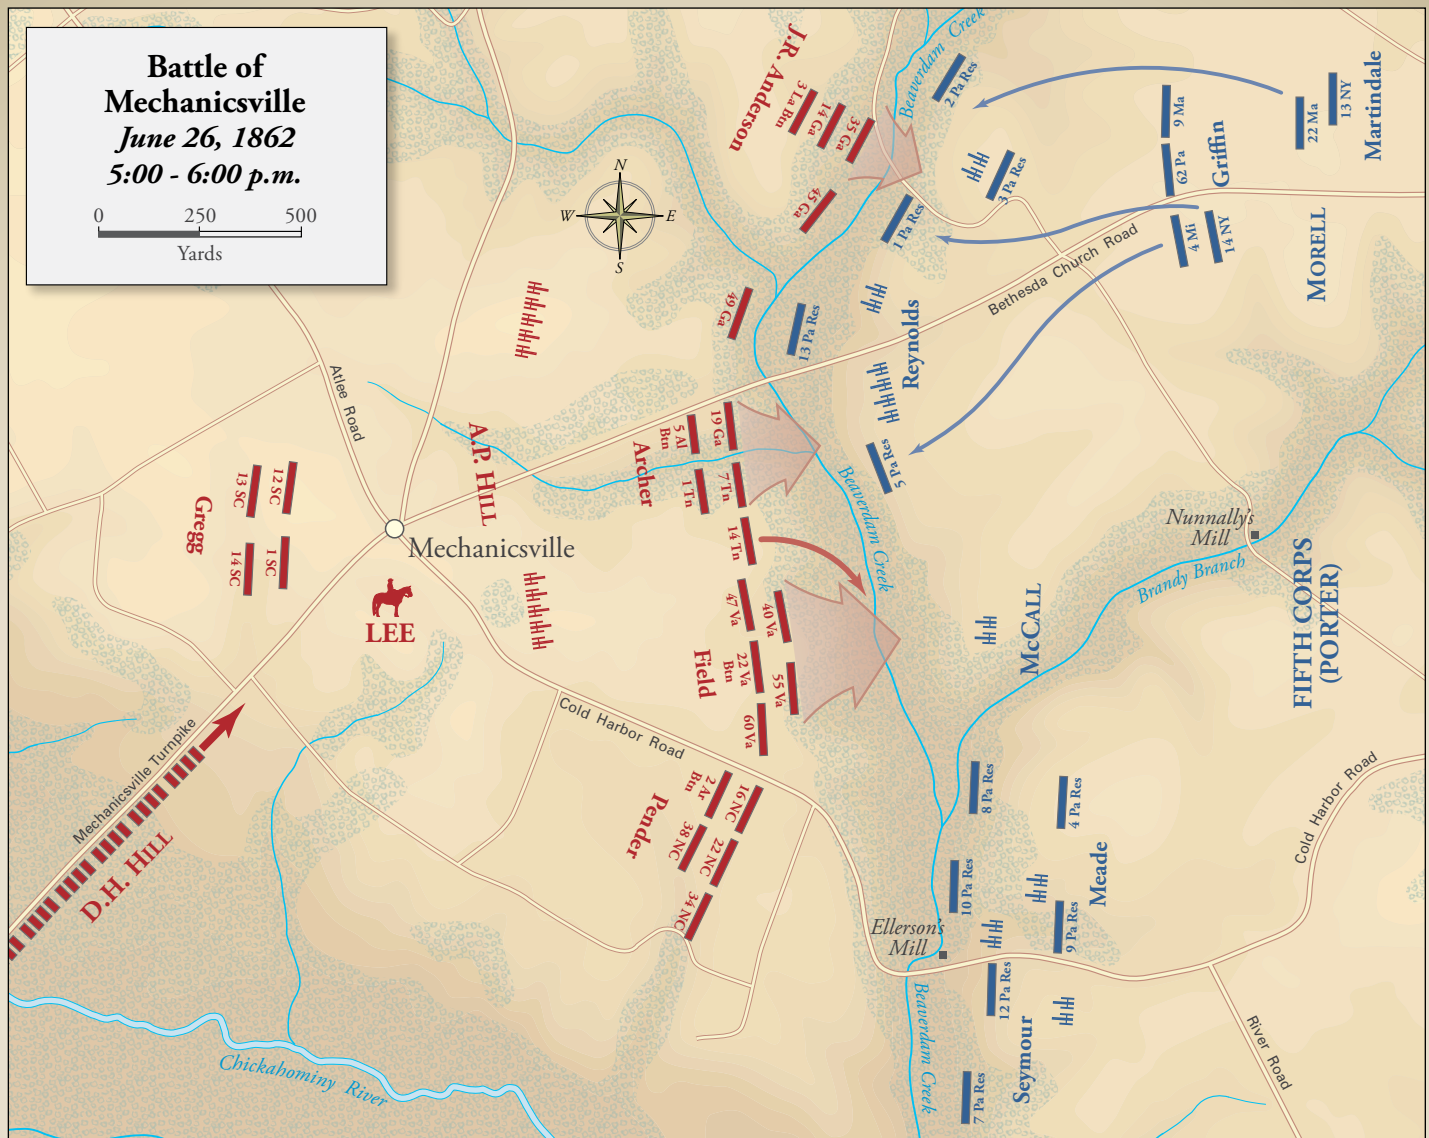 Battle of
Mechanicsville
June 26, 1862
5:00 - 6:00 p.m.
0 250 500
Yards
N
W E
S
J.R. Anderson
3 La Btn
14 Ga
35 Ga
45 Ga
49 Ga
Beaverdam Creek
2 Pa Res
3 Pa Res
1 Pa Res
13 Pa Res
Reynolds
5 Pa Res
9 Ma
62 Pa
Griffin
4 Mi
14 NY
22 Ma
13 NY
Martindale
MORELL
Bethesda Church Road
Atlee Road
A.P. HILL
Archer
5 Al
Btn
19 Ga
1 Tn
7 Tn
14 Tn
Beaverdam Creek
Gregg
13 SC
12 SC
14 SC
1 SC
Mechanicsville
LEE
47 Va
40 Va
Field
22 Va
Btn
55 Va
60 Va
Cold Harbor Road
Mechanicsville Turnpike
D.H. HILL
Pender
2 Ar
Btn
16 NC
38 NC
22 NC
34 NC
Nunnally's
Mill
Brandy Branch
FIFTH CORPS
(PORTER)
McCALL
8 Pa Res
4 Pa Res
Meade
10 Pa Res
9 Pa Res
Cold Harbor Road
Ellerson's
Mill
12 Pa Res
Seymour
7 Pa Res
Beaverdam Creek
River Road
Chickahominy River